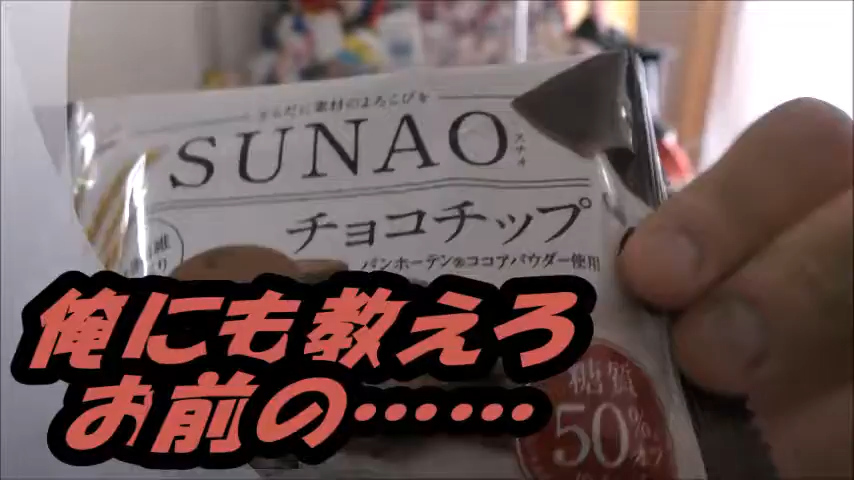 からだに素材のよろこびを
SUNAO
スナオ
チョコチップ
バンホーテン®ココアパウダー使用
俺にも教えろ
お前の……
糖質
50%オフ